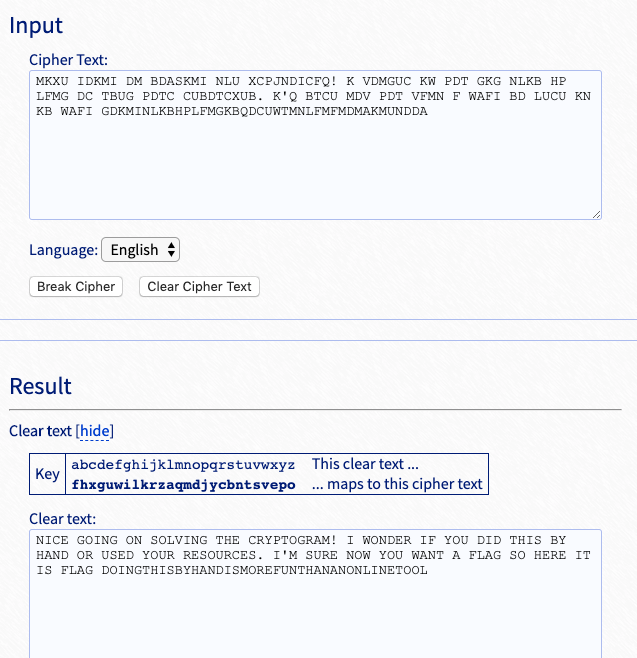 Input
Cipher Text:
MKXU IDKMI DM BDASKMI NLU XCPJNDICFQ! K VDMGUC KW PDT GKG NLKB HP
LFMG DC TBUG PDTC CUBDTCXUB. K'Q BTCU MDV PDT VFMN F WAFI BD LUCU KN
KB WAFI GDKMINLKBHPLFMGKBQDCUWTMNLFMFMDMAKMUNDDA
Language: English
Break Cipher Clear Cipher Text
Result
Clear text [hide]
Key abcdefghijklmnopqrstuvwxyz This clear text ...
fhxguwilkrzaqmdjycbntsvepo ... maps to this cipher text
Clear text:
NICE GOING ON SOLVING THE CRYPTOGRAM! I WONDER IF YOU DID THIS BY
HAND OR USED YOUR RESOURCES. I'M SURE NOW YOU WANT A FLAG SO HERE IT
IS FLAG DOINGTHISBYHANDISMOREFUNTHANANONLINETOOL